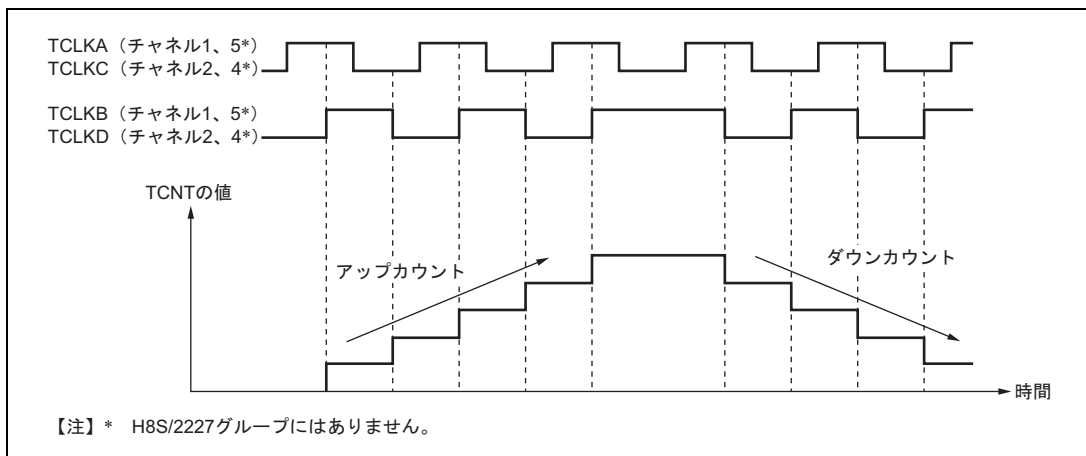 TCLKA（チャネル1、5*）
TCLKC（チャネル2、4*）
TCLKB（チャネル1、5*）
TCLKD（チャネル2、4*）
TCNTの値
アップカウント
ダウンカウント
時間
【注】* H8S/2227グループにはありません。